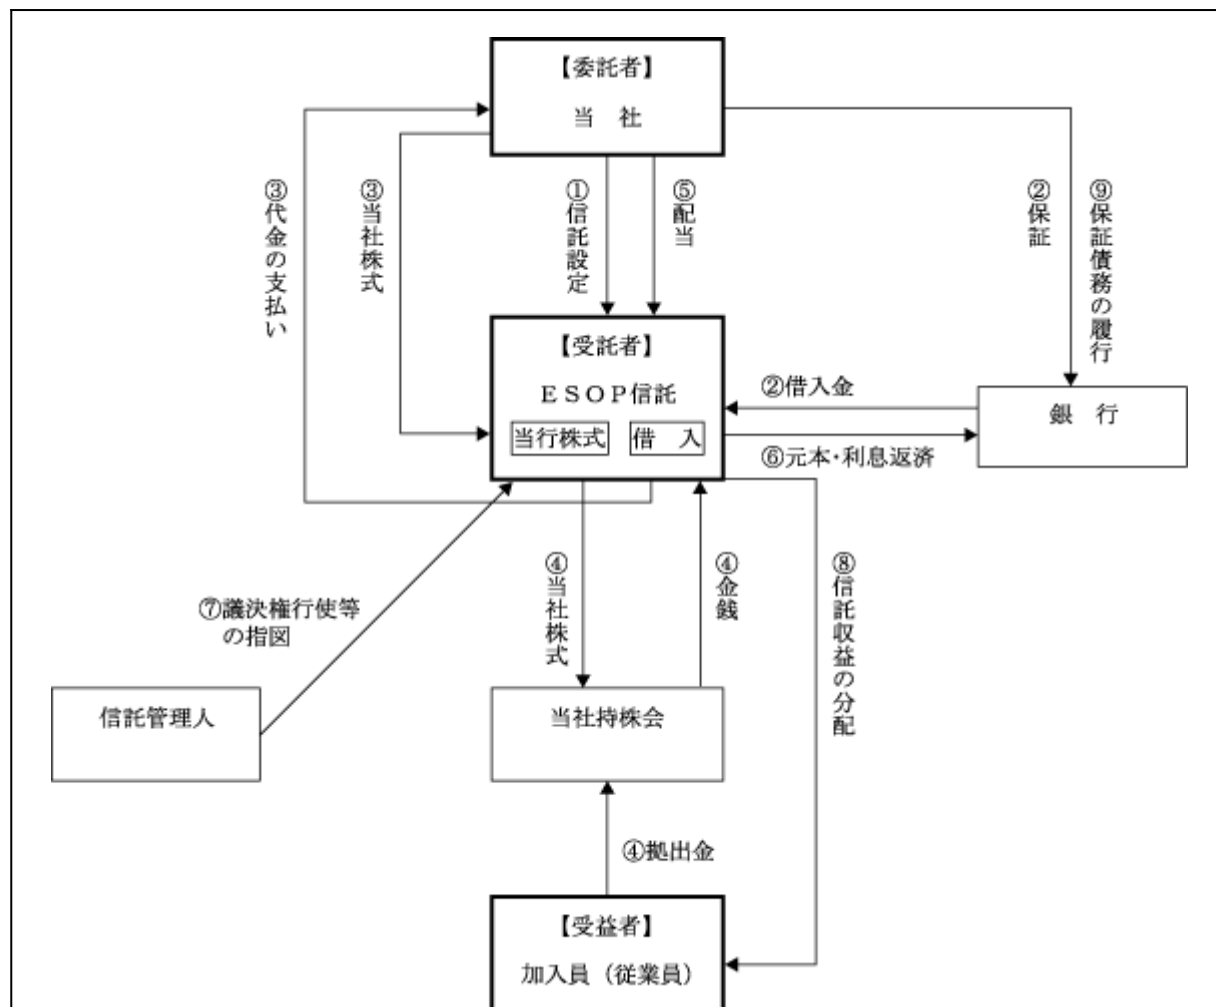 【委託者】
当 社
③代金の支払い
③当社株式
①信託設定
⑤配当
②保証
⑨保証債務の履行
【受託者】
ESOP信託
当行株式
借 入
②借入金
⑥元本・利息返済
銀 行
④当社株式
④金銭
⑧信託収益の分配
⑦議決権行使等
の指図
信託管理人
当社持株会
④拠出金
【受益者】
加入員(従業員)